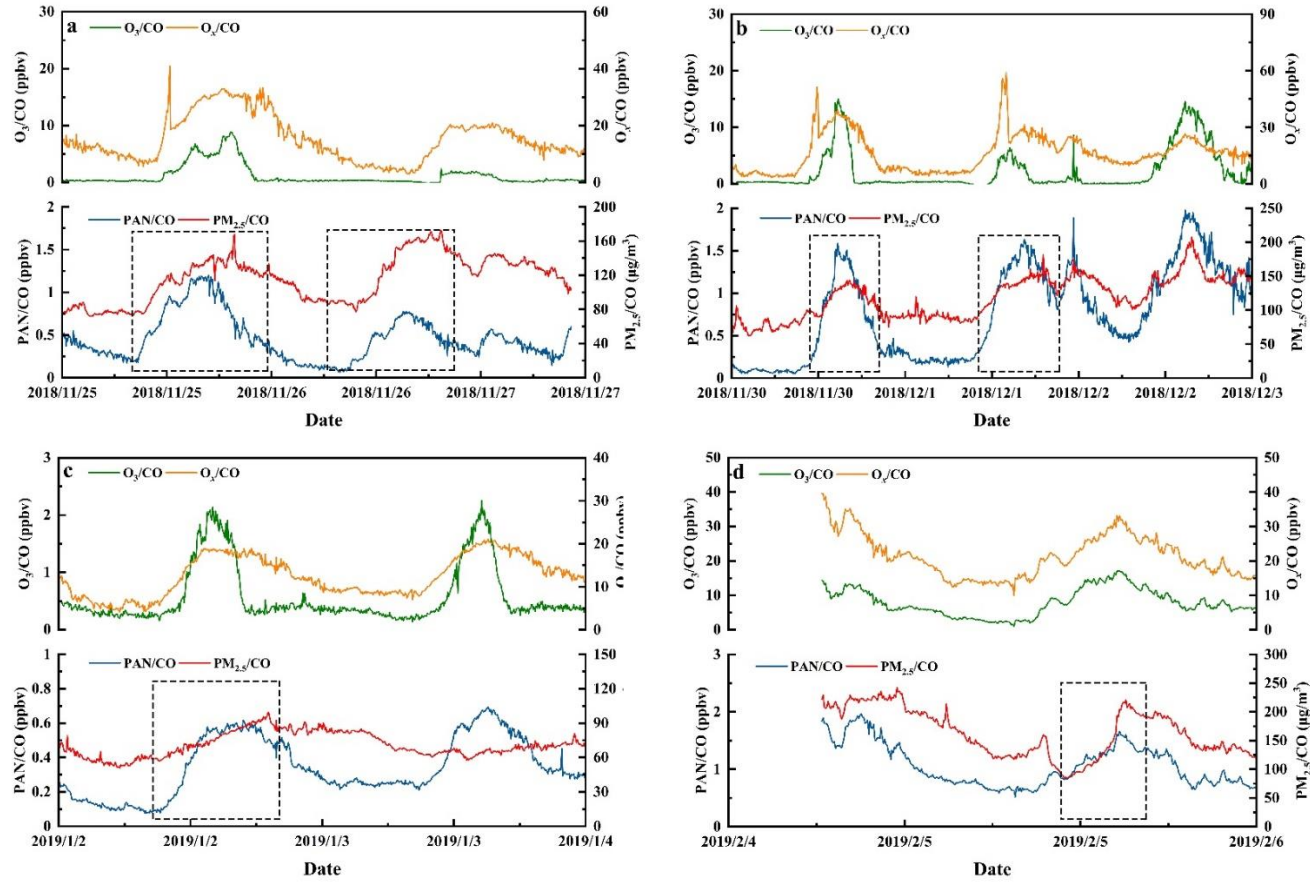 a
O3/CO Ox/CO
O3/CO (ppbv)
30
20
10
0
Ox/CO (ppbv)
60
40
20
0
PAN/CO PM2.5/CO
PAN/CO (ppbv)
2
1.5
1
0.5
0
PM2.5/CO (μg/m³)
200
160
120
80
40
0
2018/11/25 2018/11/25 2018/11/26 2018/11/26 2018/11/27 2018/11/27
Date
b
O3/CO Ox/CO
O3/CO (ppbv)
30
25
20
15
10
5
0
Ox/CO (ppbv)
90
60
30
0
PAN/CO PM2.5/CO
PAN/CO (ppbv)
2
1.5
1
0.5
0
PM2.5/CO (μg/m³)
250
200
150
100
50
0
2018/11/30 2018/11/30 2018/12/1 2018/12/1 2018/12/2 2018/12/2 2018/12/3
Date
c
O3/CO Ox/CO
O3/CO (ppbv)
3
2
1
0
/CO (ppbv)
40
30
20
10
0
PAN/CO PM2.5/CO
PAN/CO (ppbv)
1
0.8
0.6
0.4
0.2
0
150
120
90
60
30
0
2019/1/2 2019/1/2 2019/1/3 2019/1/3 2019/1/4
Date
d
O3/CO Ox/CO
O3/CO (ppbv)
50
40
30
20
10
0
Ox/CO (ppbv)
50
40
30
20
10
0
PAN/CO PM2.5/CO
PAN/CO (ppbv)
3
2
1
0
PM2.5/CO (μg/m³)
300
250
200
150
100
50
0
2019/2/4 2019/2/5 2019/2/5 2019/2/6
Date